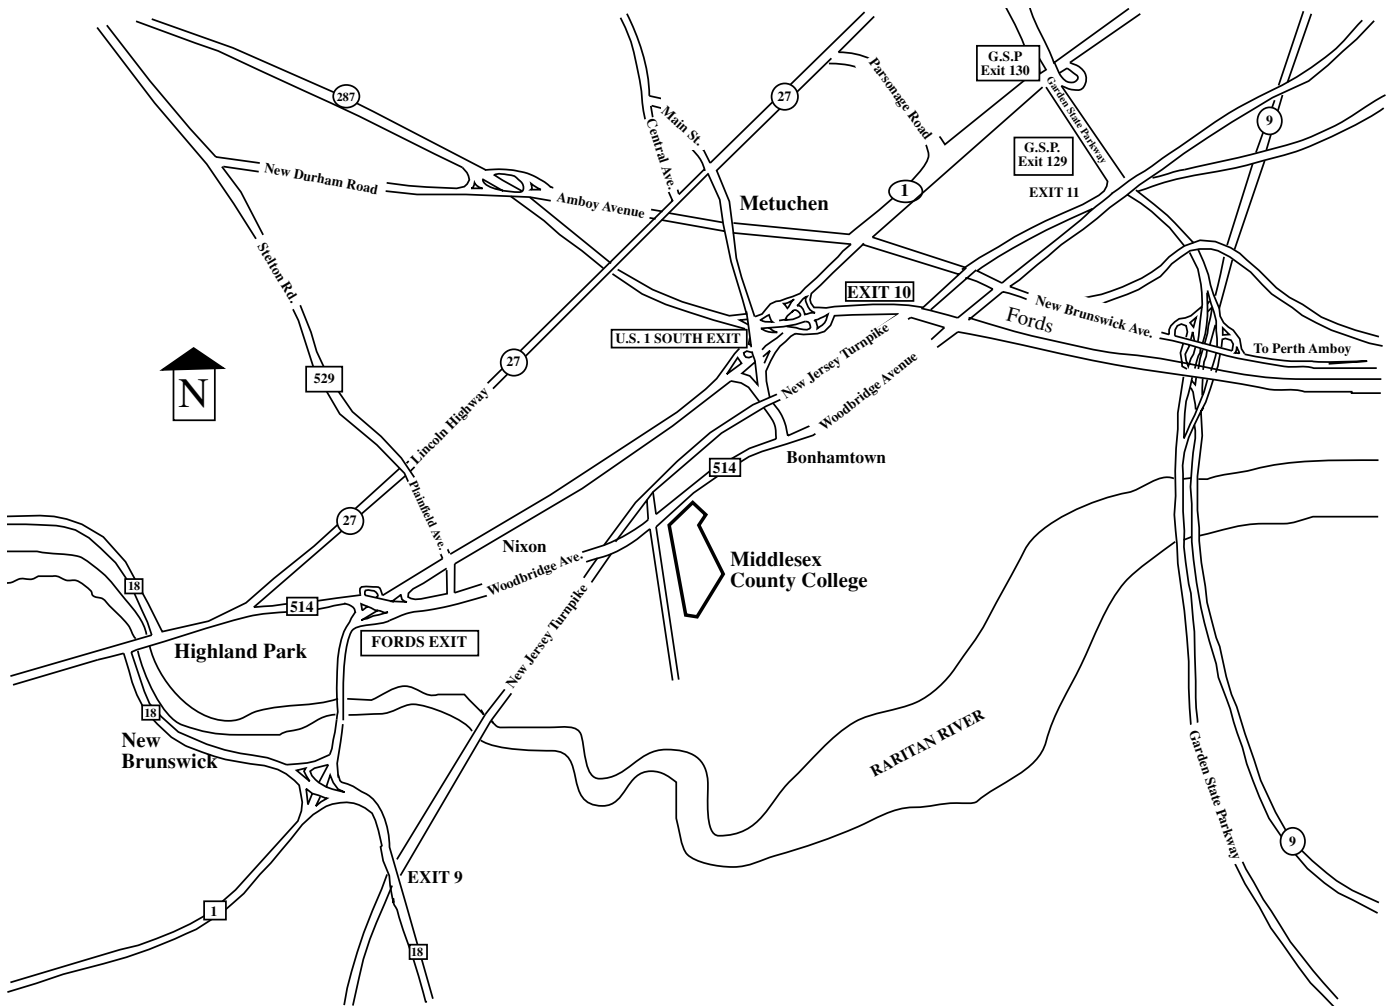 G.S.P
Exit 130
287
27
Parsonage Road
Garden State Parkway
Main St.
Central Ave.
9
G.S.P.
Exit 129
New Durham Road
EXIT 11
1
Amboy Avenue
Metuchen
Stelton Rd.
EXIT 10
New Brunswick Ave.
Fords
U.S. 1 SOUTH EXIT
To Perth Amboy
New Jersey Turnpike
27
529
N
Woodbridge Avenue
Lincoln Highway
Bonhamtown
514
Plainfield Ave.
27
Nixon
Woodbridge Ave.
Middlesex
County College
18
514
New Jersey Turnpike
FORDS EXIT
Highland Park
18
New
Brunswick
RARITAN RIVER
Garden State Parkway
9
EXIT 9
1
18